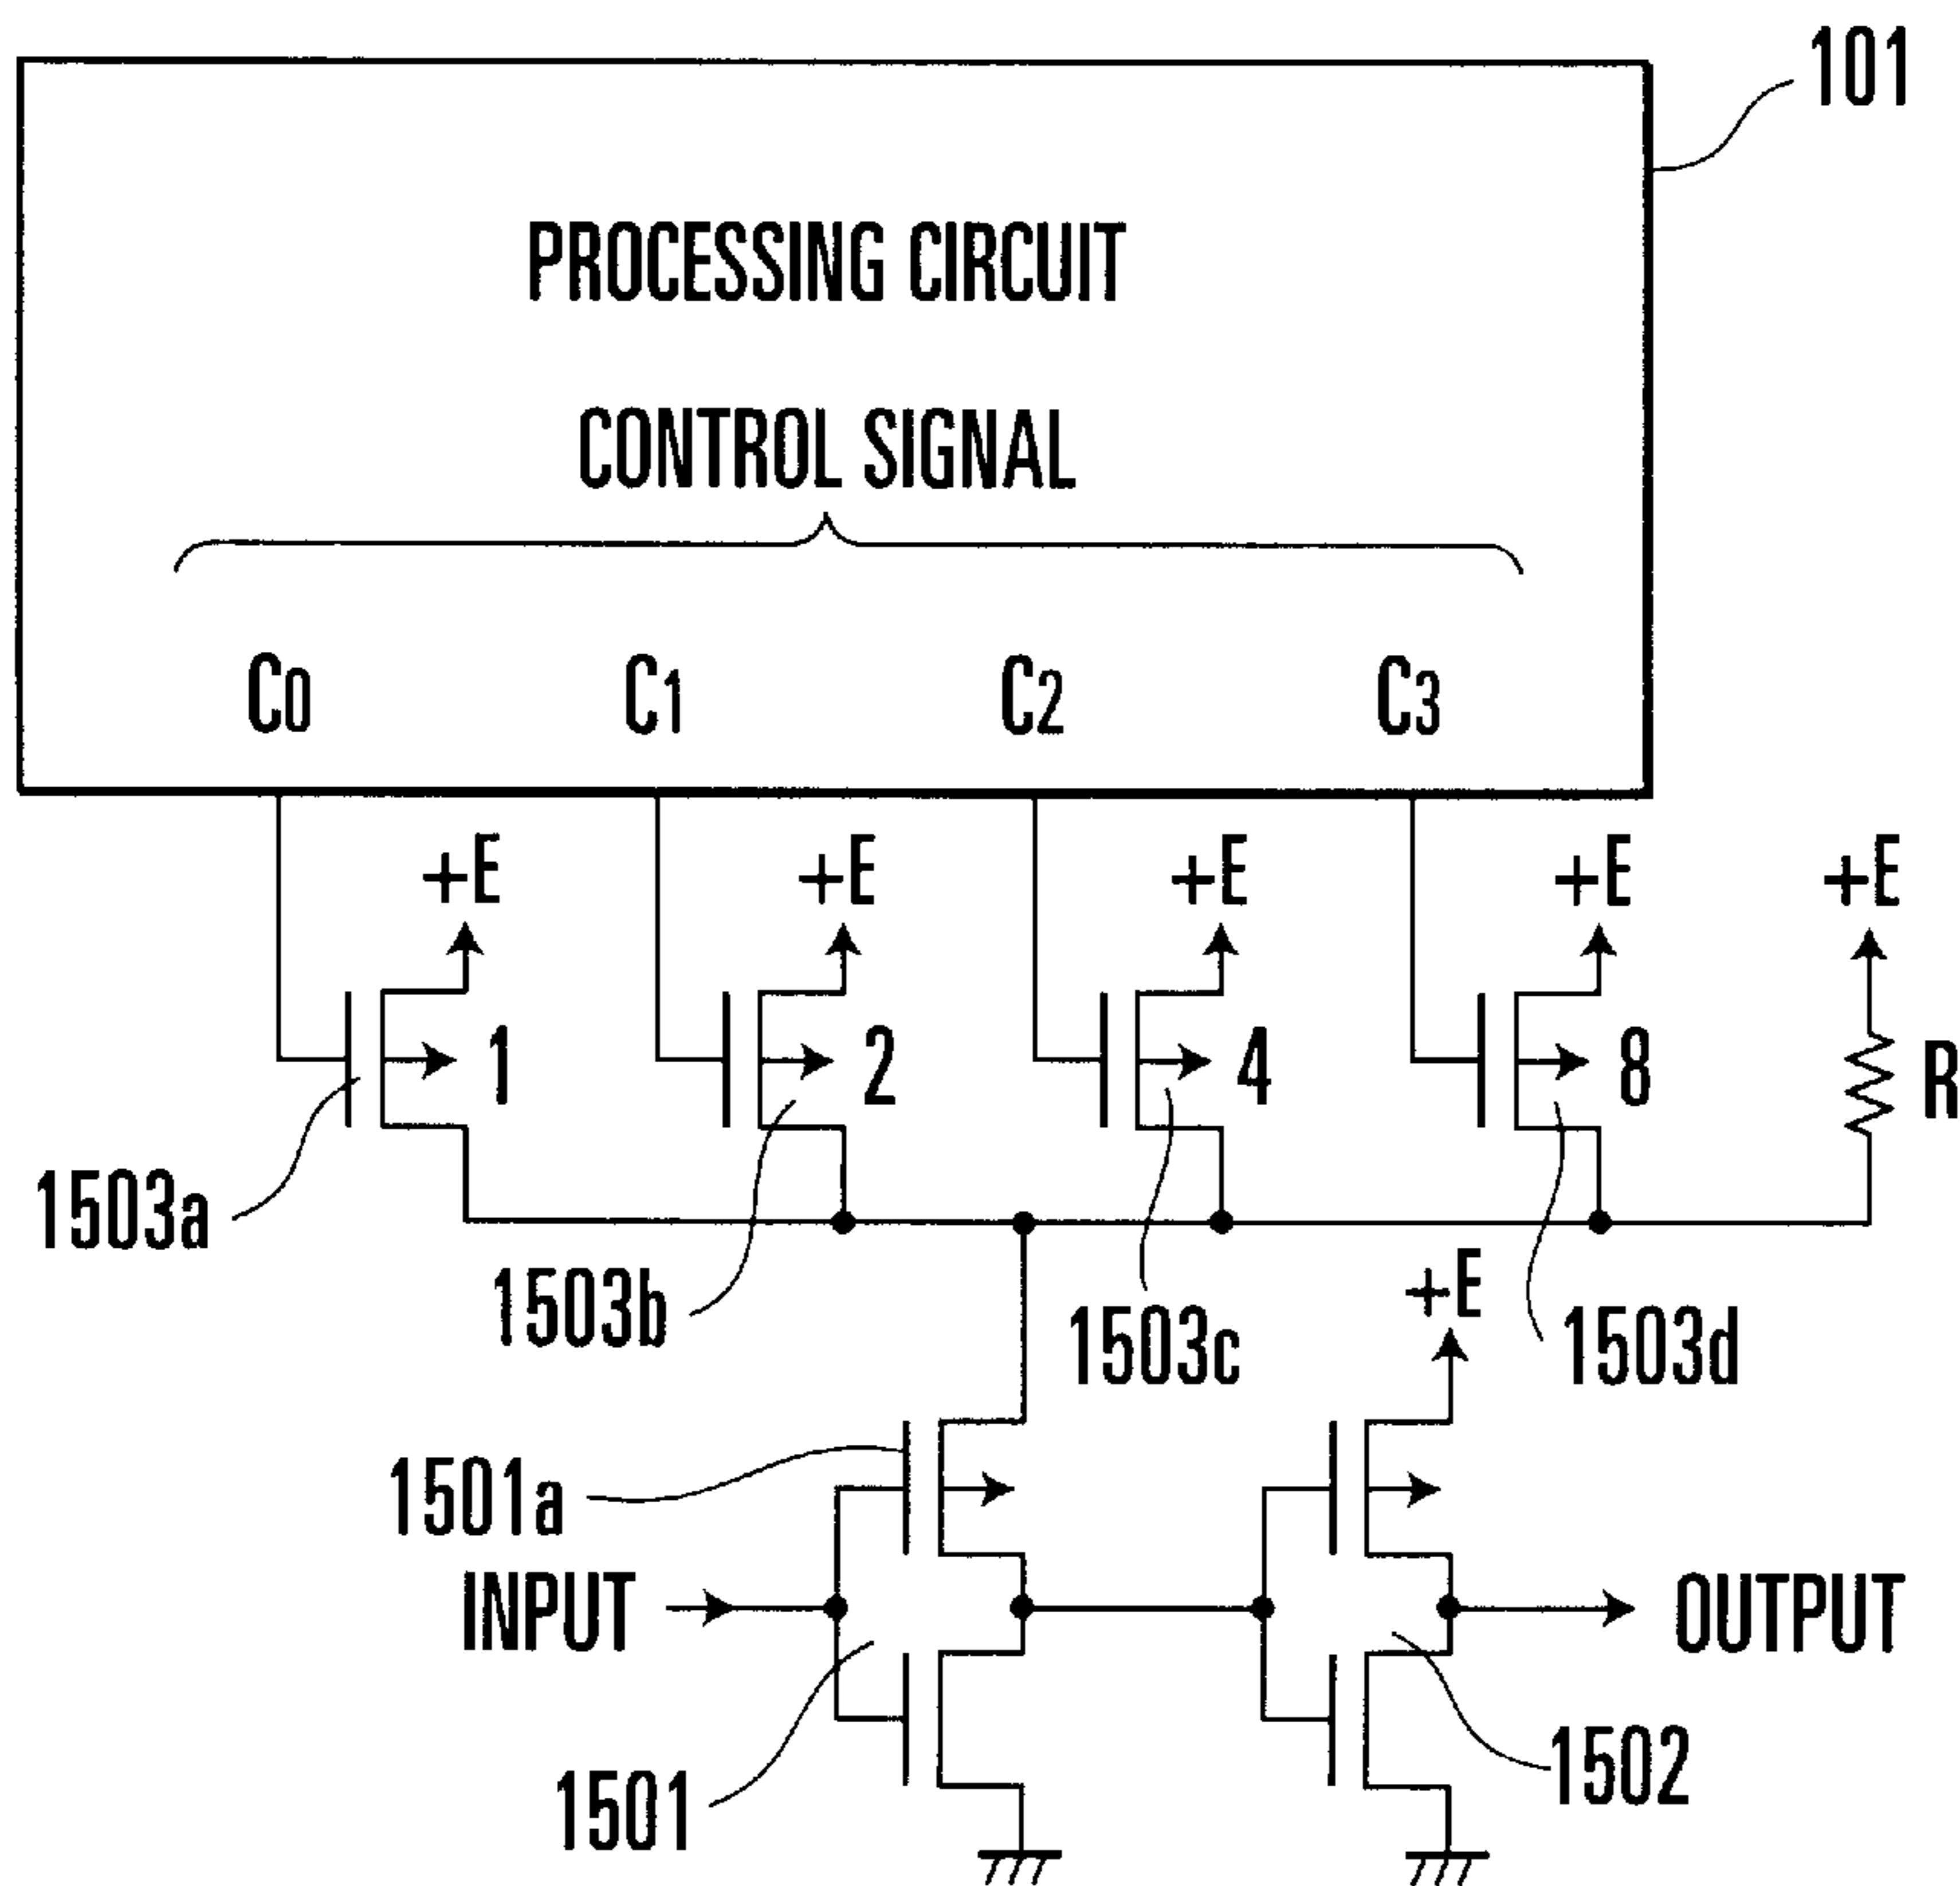 101
PROCESSING CIRCUIT
CONTROL SIGNAL
C0 C1 C2 C3
+E +E +E +E +E
1 2 4 8 R
1503a
1503b
1503c
1503d
+E
1501a
INPUT
OUTPUT
1501
1502